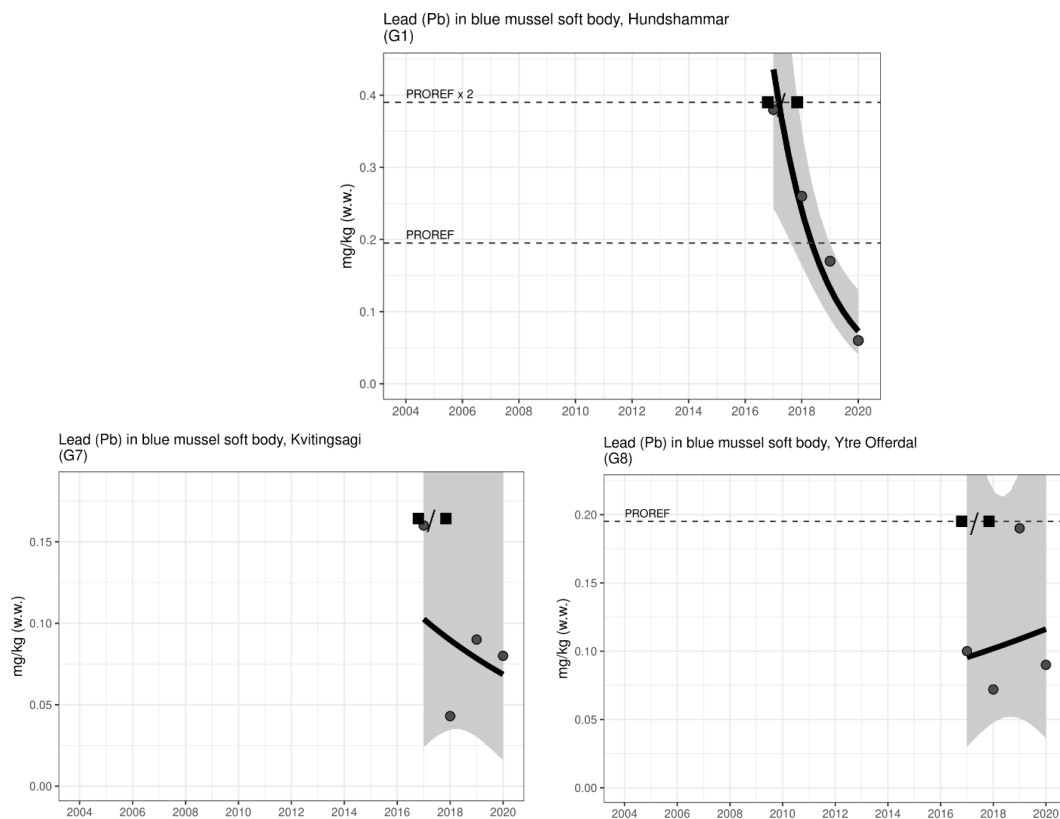 Lead (Pb) in blue mussel soft body, Hundshammar
(G1)
PROREF x 2
PROREF
mg/kg (w.w.)
0.4
0.3
0.2
0.1
0.0
2004 2006 2008 2010 2012 2014 2016 2018 2020
Lead (Pb) in blue mussel soft body, Kvitingsagi
(G7)
mg/kg (w.w.)
0.15
0.10
0.05
0.00
2004 2006 2008 2010 2012 2014 2016 2018 2020
Lead (Pb) in blue mussel soft body, Ytre Offerdal
(G8)
PROREF
mg/kg (w.w.)
0.20
0.15
0.10
0.05
0.00
2004 2006 2008 2010 2012 2014 2016 2018 2020